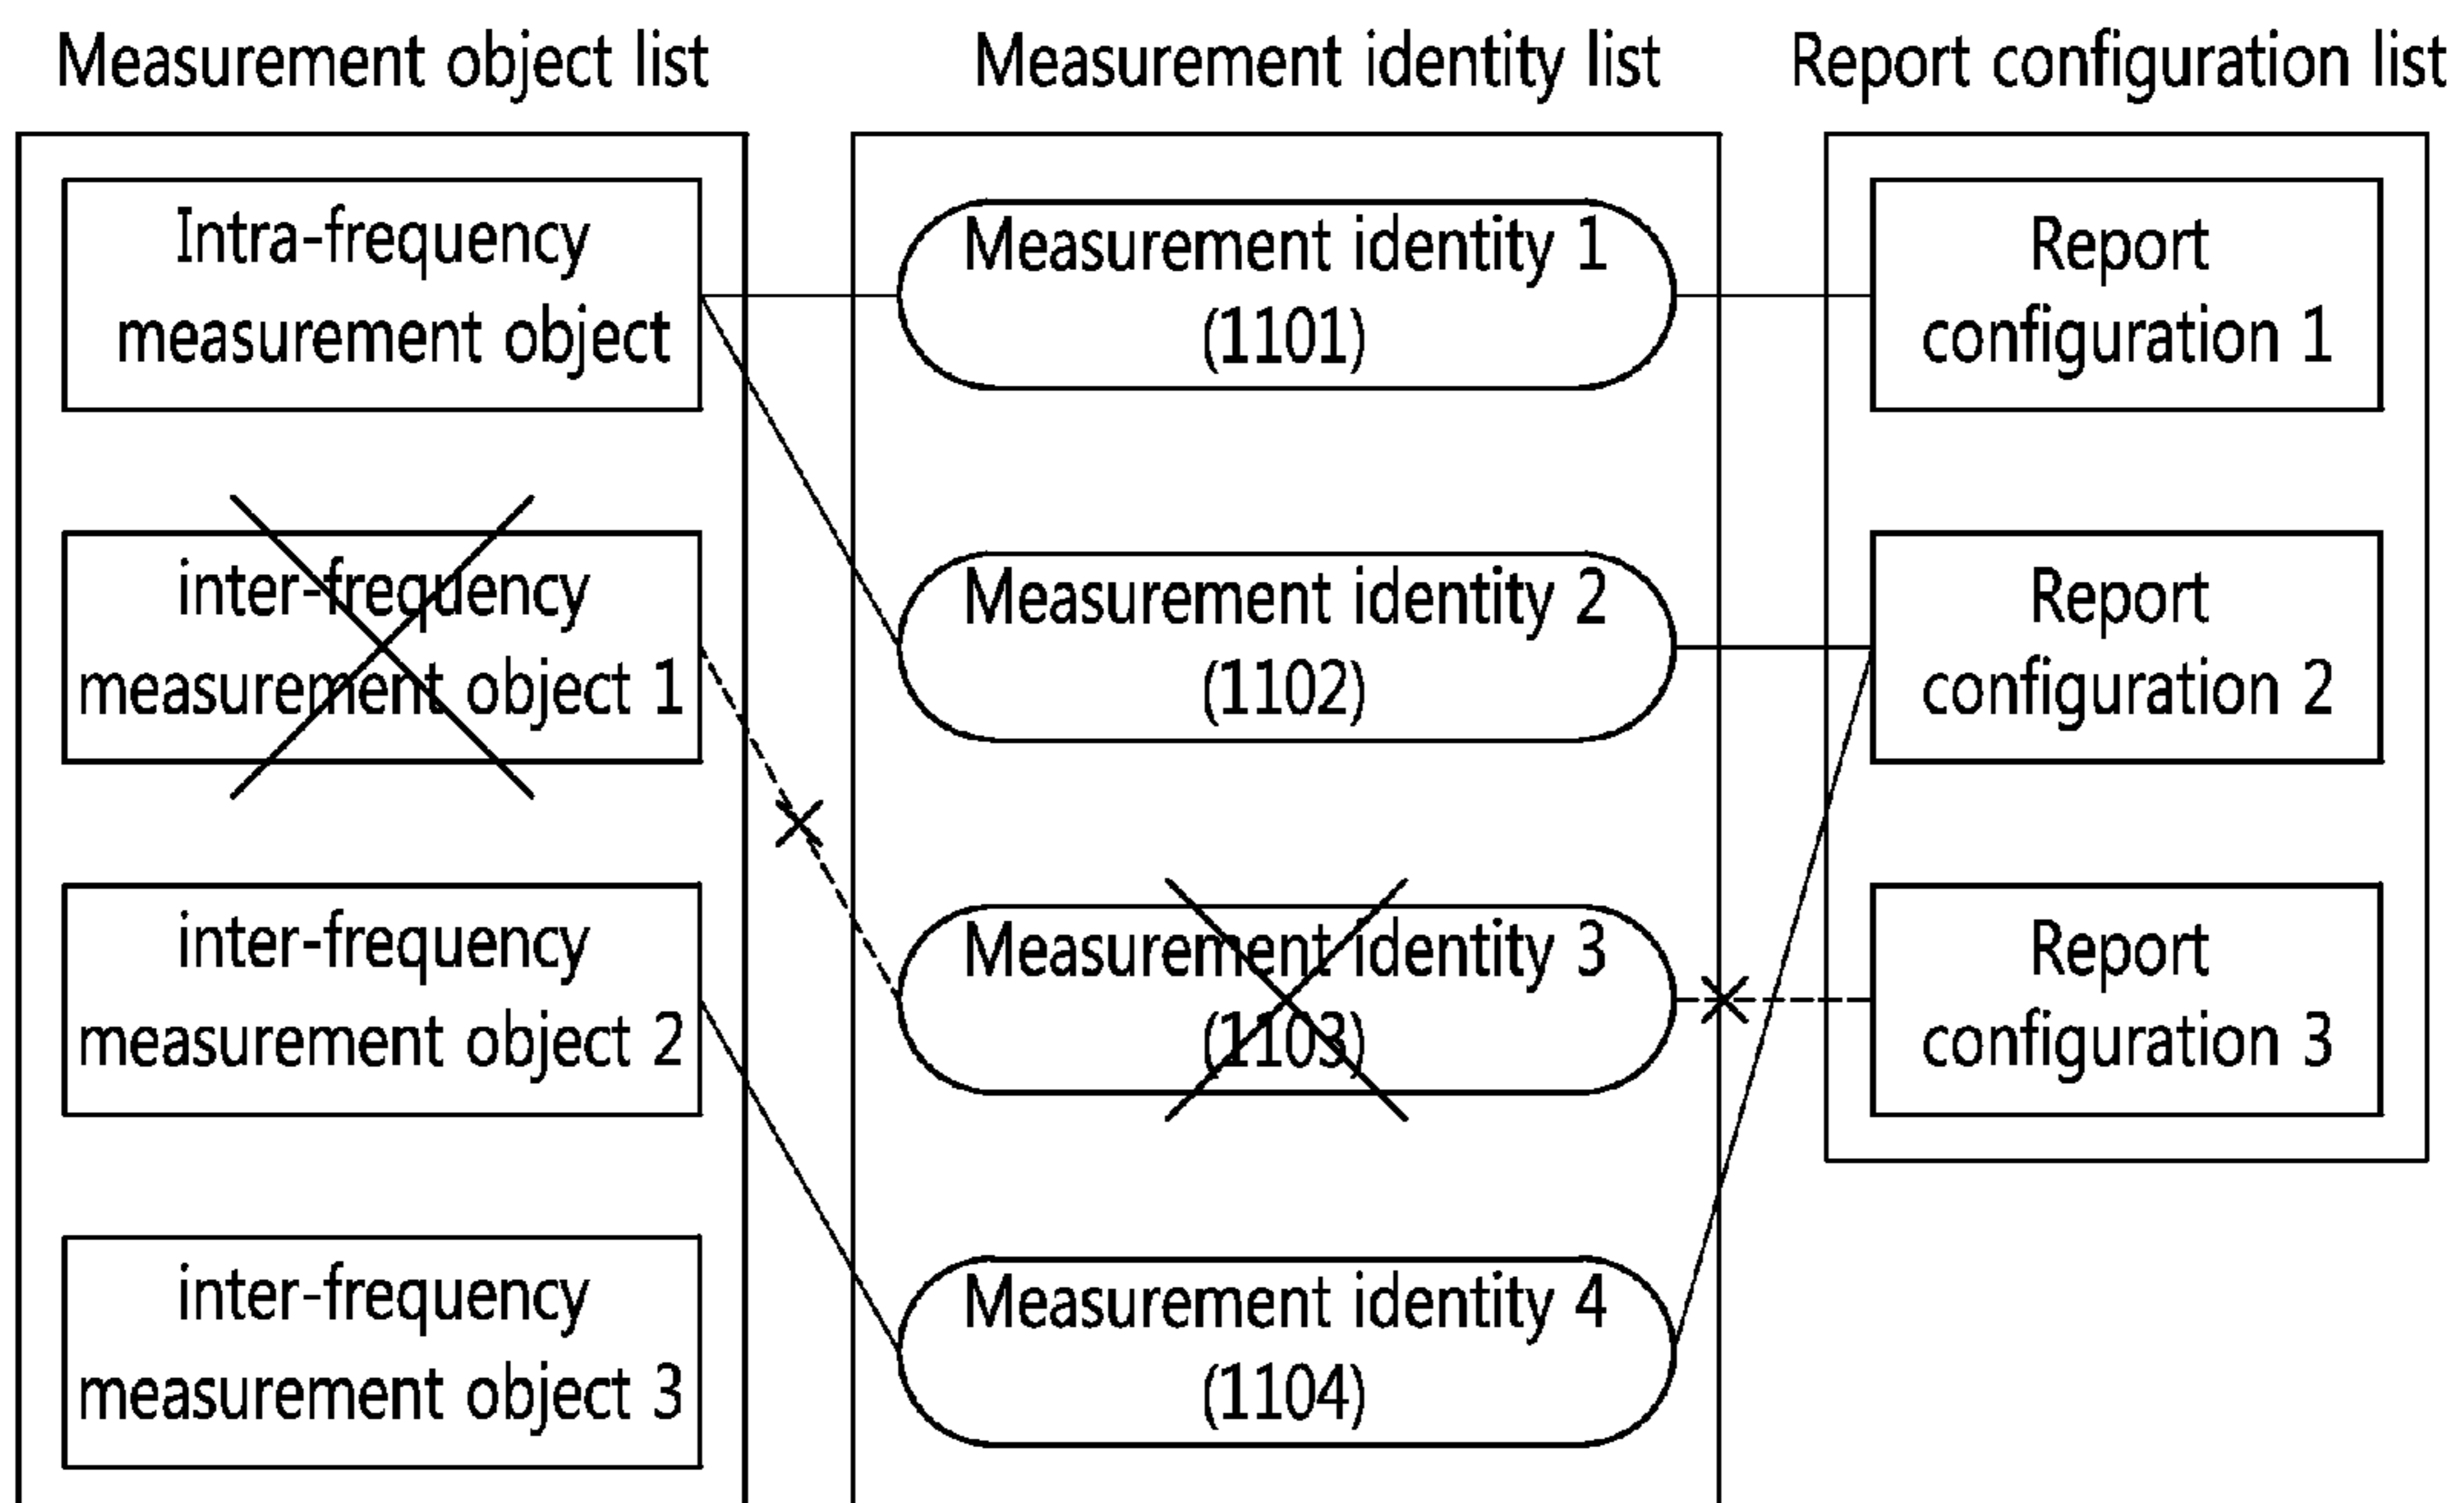 Measurement object list
Measurement identity list
Report configuration list
Intra-frequency
measurement object
Measurement identity 1
(1101)
Report
configuration 1
inter-frequency
measurement object 1
Measurement identity 2
(1102)
Report
configuration 2
inter-frequency
measurement object 2
Measurement identity 3
(1103)
Report
configuration 3
inter-frequency
measurement object 3
Measurement identity 4
(1104)